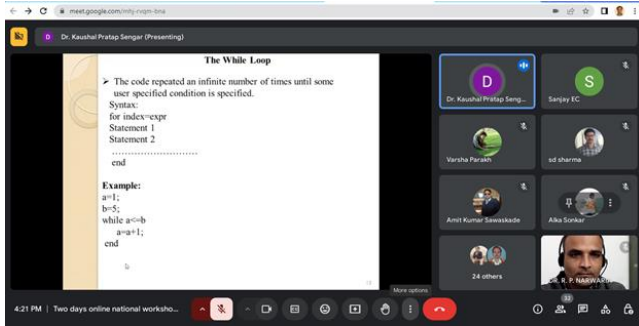 meet.google.com/mhj-rvqm-bna
D Dr. Kaushal Pratap Sengar (Presenting)
The While Loop
➢ The code repeated an infinite number of times until some
user specified condition is specified.
Syntax:
for index=expr
Statement 1
Statement 2
..............................
end
Example:
a=1;
b=5;
while a<=b
a=a+1;
end
12
D
Dr. Kaushal Pratap Seng...
S
Sanjay EC
Varsha Parakh
sd sharma
Amit Kumar Sawaskade
Alka Sonkar
24 others
DR. R. P. NARWARIA
More options
4:21 PM | Two days online national worksho...
32